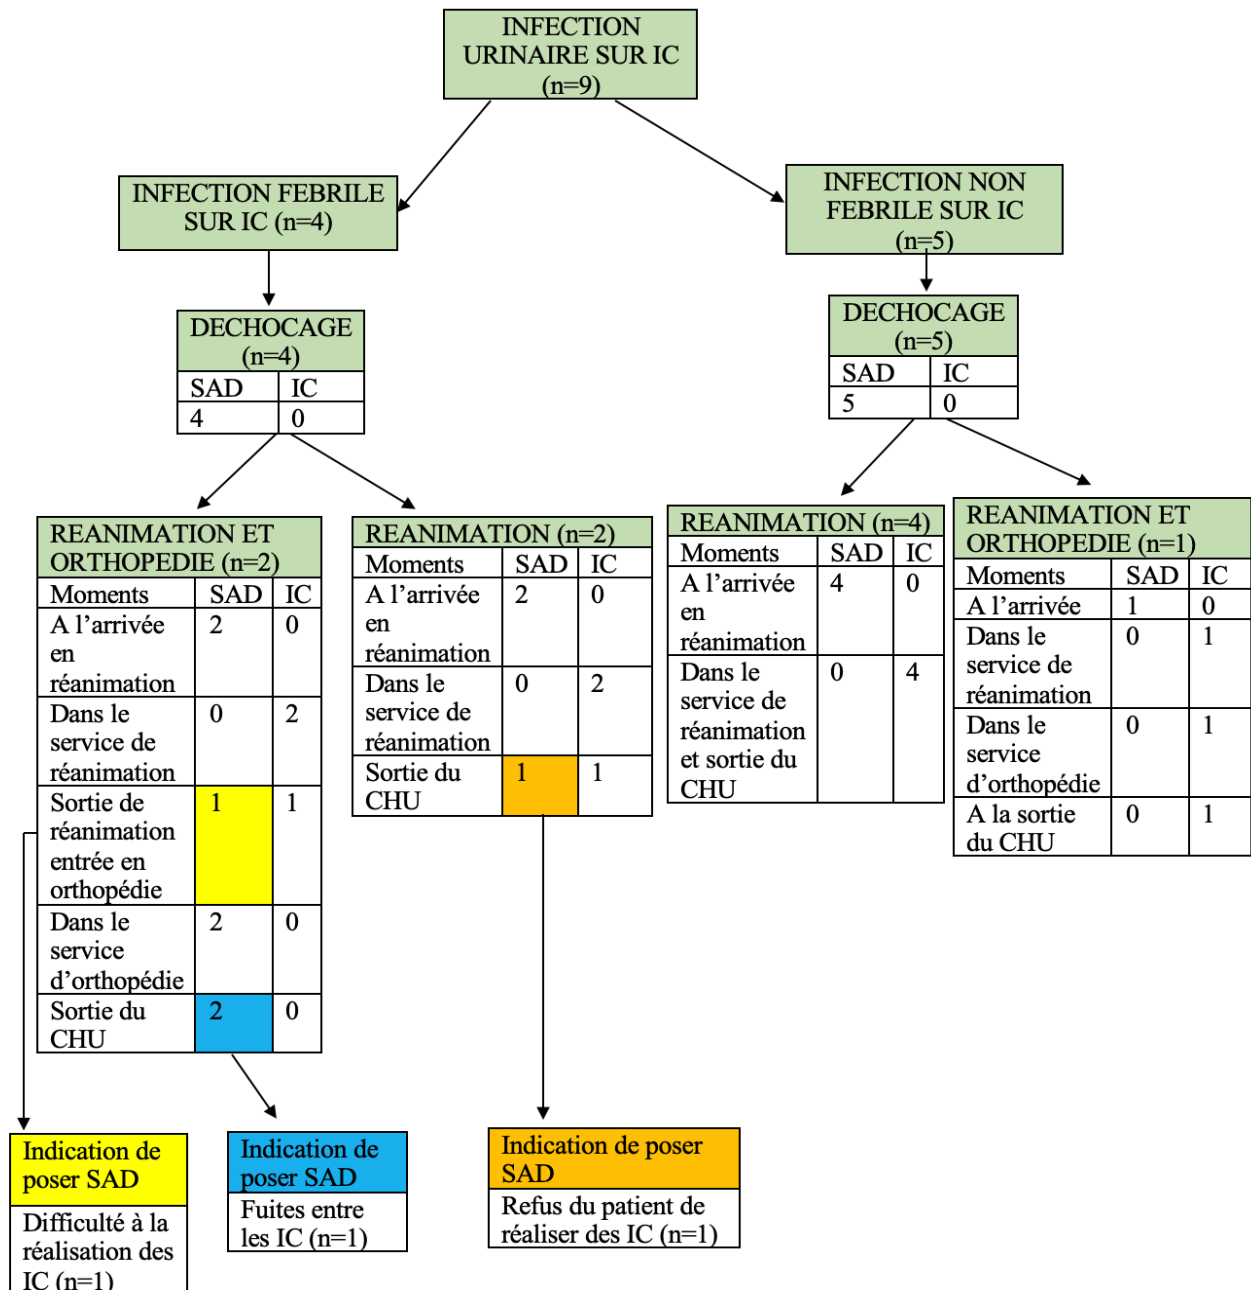 INFECTION
URINAIRE SUR IC
(n=9)
INFECTION FEBRILE
SUR IC (n=4)
INFECTION NON
FEBRILE SUR IC
(n=5)
DECHOCAGE
(n=4)
SAD IC
4 0
DECHOCAGE
(n=5)
SAD IC
5 0
REANIMATION ET
ORTHOPEDIE (n=2)
Moments SAD IC
A l’arrivée 2 0
en
réanimation
Dans le 0 2
service de
réanimation
Sortie de 1 1
réanimation
entrée en
orthopédie
Dans le 2 0
service
d’orthopédie
Sortie du 2 0
CHU
REANIMATION (n=2)
Moments SAD IC
A l’arrivée 2 0
en
réanimation
Dans le 0 2
service de
réanimation
Sortie du 1 1
CHU
REANIMATION (n=4)
Moments SAD IC
A l’arrivée 4 0
en
réanimation
Dans le 0 4
service de
réanimation
et sortie du
CHU
REANIMATION ET
ORTHOPEDIE (n=1)
Moments SAD IC
A l’arrivée 1 0
Dans le 0 1
service de
réanimation
Dans le 0 1
service
d’orthopédie
A la sortie 0 1
du CHU
Indication de
poser SAD
Difficulté à la
réalisation des
IC (n=1)
Indication de
poser SAD
Fuites entre
les IC (n=1)
Indication de poser
SAD
Refus du patient de
réaliser des IC (n=1)